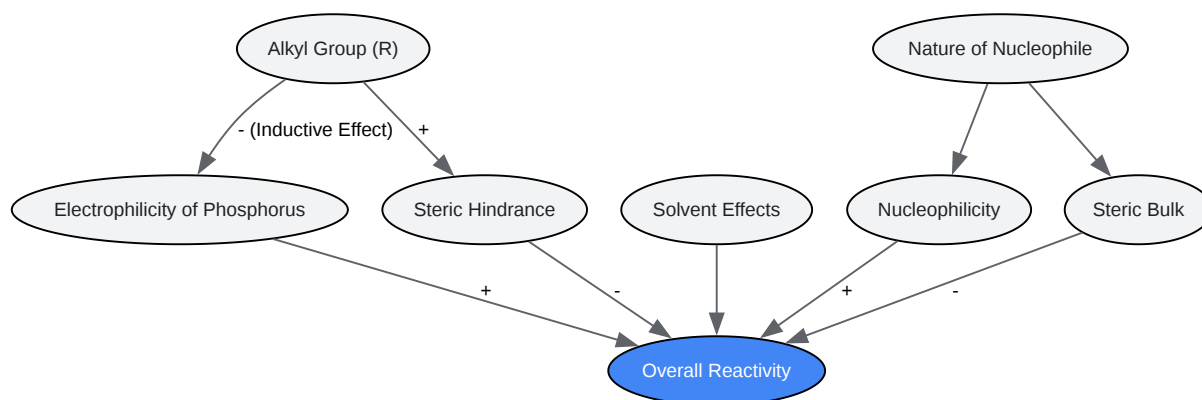 Alkyl Group (R)
Nature of Nucleophile
- (Inductive Effect)
+
Electrophilicity of Phosphorus
Steric Hindrance
Solvent Effects
Nucleophilicity
Steric Bulk
+
-
+
-
Overall Reactivity